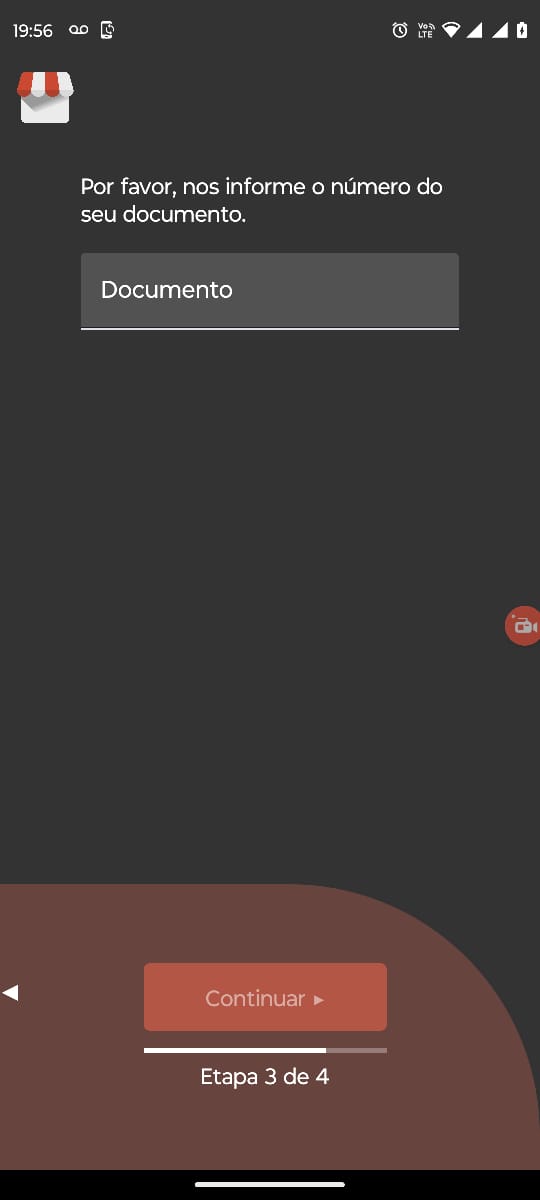 19:56
Vo LTE
Por favor, nos informe o número do
seu documento.
Documento
Continuar ▸
Etapa 3 de 4